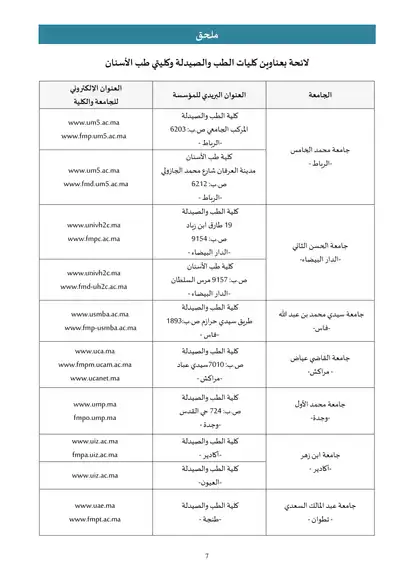 ملحق
لائحة بعناوين كليات الطب والصيدلة وكليتي طب الأسنان
الجامعة
العنوان البريدي للمؤسسة
العنوان الإلكتروني
للجامعة والكلية
جامعة محمد الخامس
-الرباط-
كلية الطب والصيدلة
المركب الجامعي ص.ب: 6203
-الرباط-
www.um5.ac.ma
www.fmp.um5.ac.ma
كلية طب الأسنان
مدينة العرفان شارع محمد الجازولي
ص.ب: 6212
-الرباط-
www.um5.ac.ma
www.fmd.um5.ac.ma
جامعة الحسن الثاني
-الدار البيضاء-
كلية الطب والصيدلة
19 طارق ابن زياد
ص.ب: 9154
-الدار البيضاء-
www.univh2c.ma
www.fmpc.ac.ma
كلية طب الأسنان
ص.ب: 9157 مرس السلطان
-الدار البيضاء-
www.univh2c.ma
www.fmd-uh2c.ac.ma
جامعة سيدي محمد بن عبد الله
-فاس-
كلية الطب والصيدلة
طريق سيدي حرازم ص.ب:1893
-فاس-
www.usmba.ac.ma
www.fmp-usmba.ac.ma
جامعة القاضي عياض
- مراكش-
كلية الطب والصيدلة
ص.ب: 7010سيدي عباد
-مراكش-
www.uca.ma
www.fmpm.ucam.ac.ma
www.ucanet.ma
جامعة محمد الأول
-وجدة-
كلية الطب والصيدلة
ص.ب: 724 حي القدس
-وجدة-
www.ump.ma
fmpo.ump.ma
جامعة ابن زهر
-أكادير-
كلية الطب والصيدلة
-أكادير-
www.uiz.ac.ma
fmpa.uiz.ac.ma
كلية الطب والصيدلة
-العيون-
www.uiz.ac.ma
جامعة عبد المالك السعدي
- تطوان-
كلية الطب والصيدلة
-طنجة-
www.uae.ma
www.fmpt.ac.ma
7